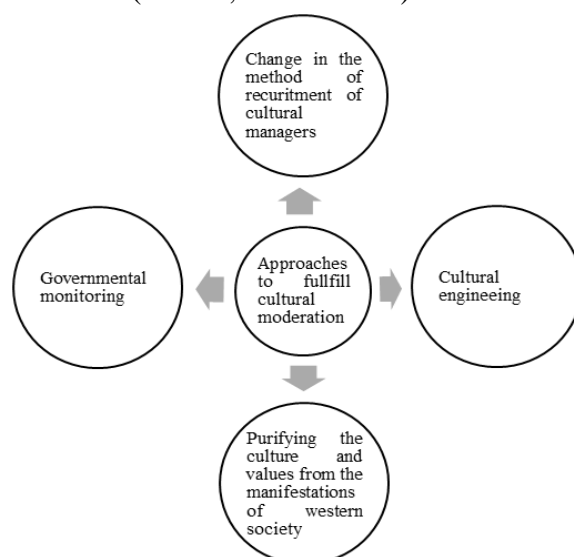 Change in the
method of
recuritment of
cultural
managers
Governmental
monitoring
Approaches
to fullfill
cultural
moderation
Cultural
engineeing
Purifying the
culture and
values from the
manifestations
of western
society